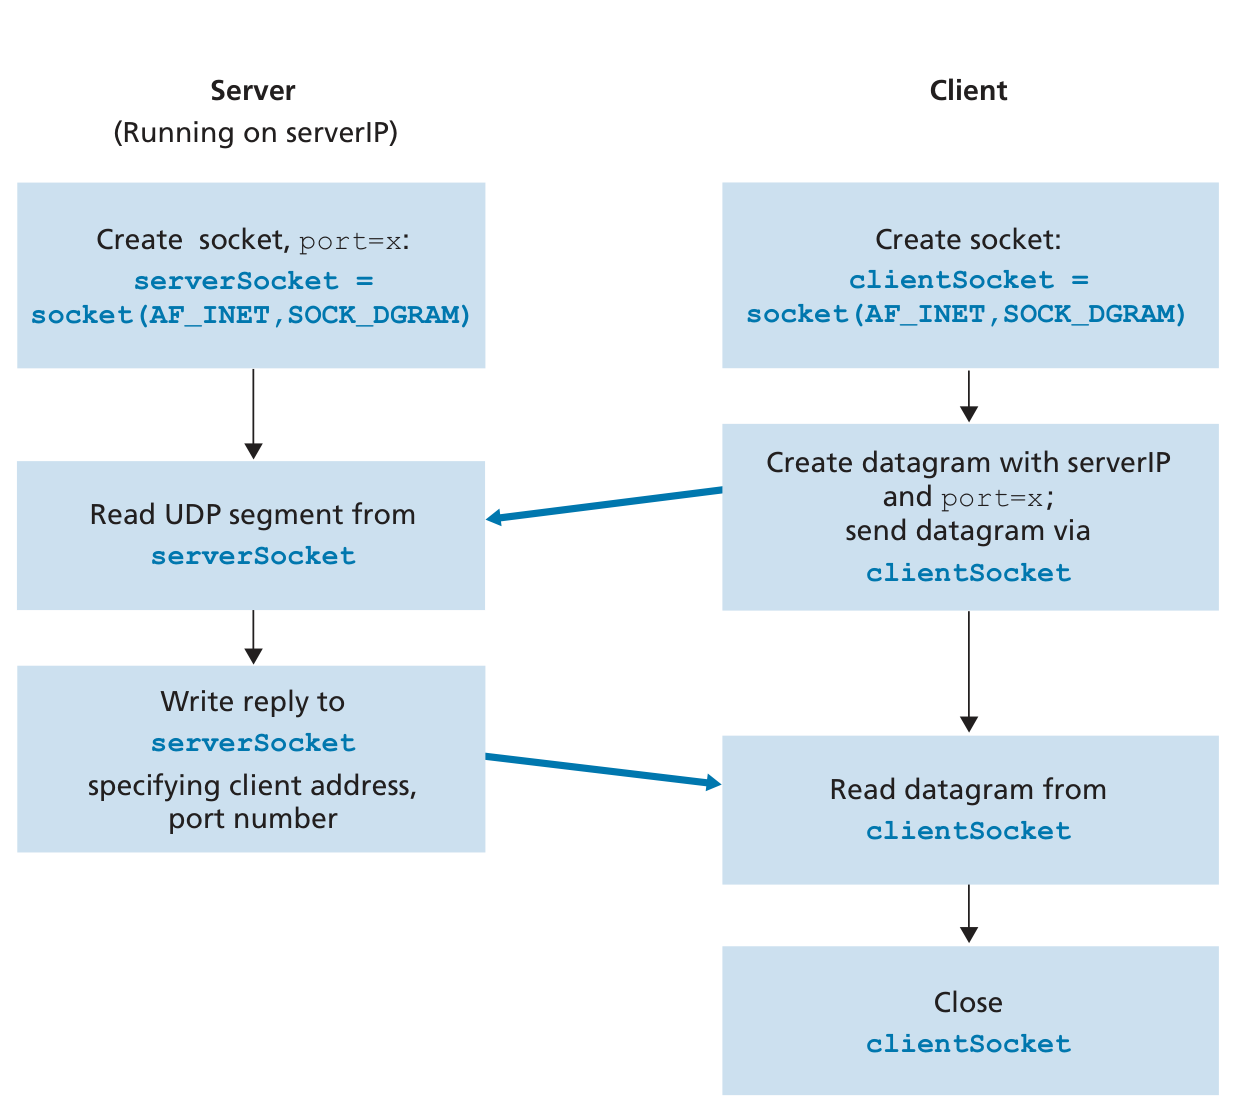 Server
(Running on serverIP)
Create socket, port=x:
serverSocket =
socket(AF_INET,SOCK_DGRAM)
Read UDP segment from
serverSocket
Write reply to
serverSocket
specifying client address,
port number
Client
Create socket:
clientSocket =
socket(AF_INET,SOCK_DGRAM)
Create datagram with serverIP
and port=x;
send datagram via
clientSocket
Read datagram from
clientSocket
Close
clientSocket